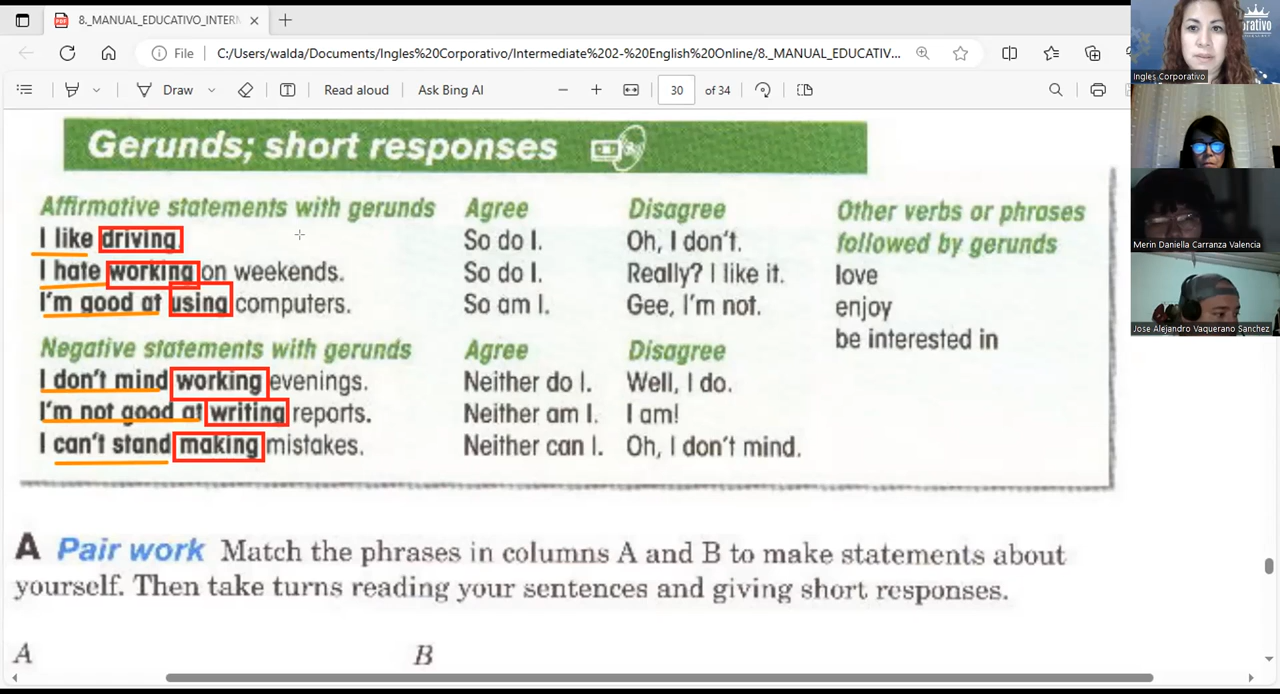 8._MANUAL_EDUCATIVO_INTERN
File
C:/Users/walda/Documents/Ingles%20Corporativo/Intermediate%202-%20English%20Online/8._MANUAL_EDUCATIV...
Draw
Read aloud
Ask Bing AI
30 of 34
Gerunds; short responses
Affirmative statements with gerunds Agree Disagree Other verbs or phrases
followed by gerunds
I like driving. So do I. Oh, I don't.
I hate working on weekends. So do I. Really? I like it. love
I'm good at using computers. So am I. Gee, I'm not. enjoy
be interested in
Negative statements with gerunds Agree Disagree
I don't mind working evenings. Neither do I. Well, I do.
I'm not good at writing reports. Neither am I. I am!
I can't stand making mistakes. Neither can I. Oh, I don't mind.
A Pair work Match the phrases in columns A and B to make statements about
yourself. Then take turns reading your sentences and giving short responses.
A B
Ingles Corporativo
Merin Daniella Carranza Valencia
Jose Alejandro Vaquerano Sanchez